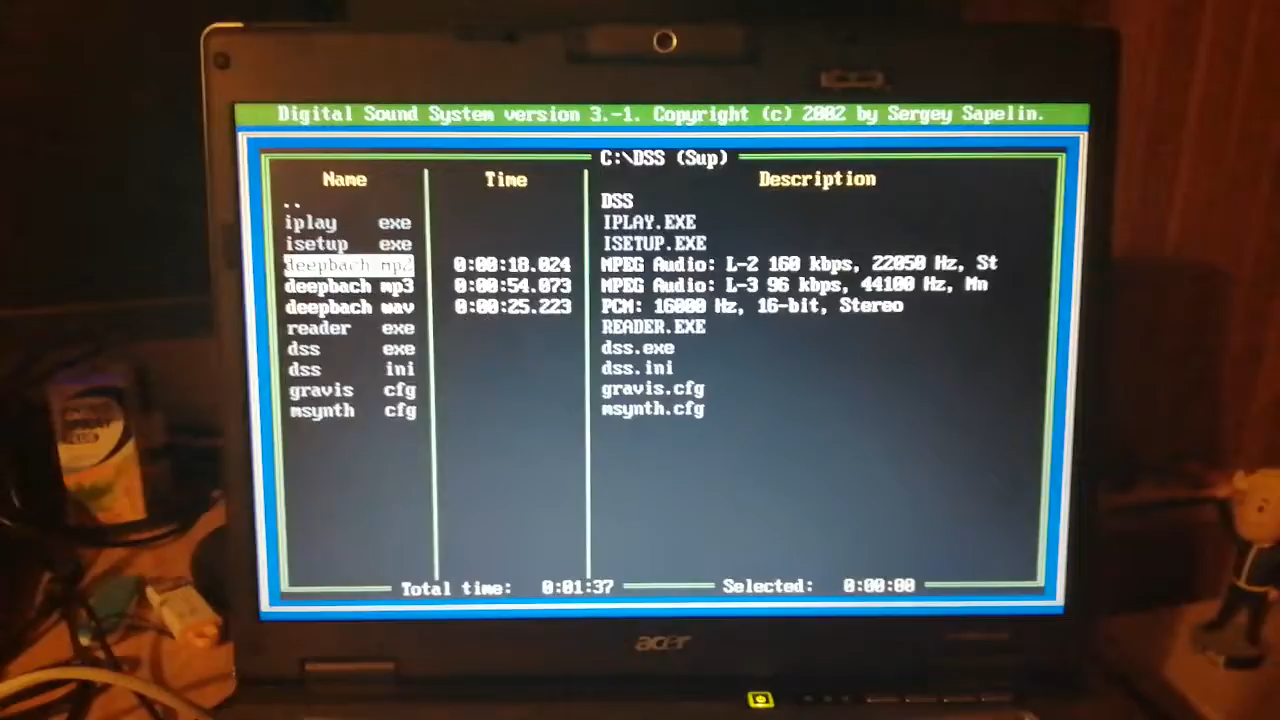 Digital Sound System version 3.-1. Copyright (c) 2002 by Sergey Sapelin.
C:\DSS (Sup)
Name Time Description
.. DSS
iplay exe IPLAY.EXE
isetup exe ISETUP.EXE
deepbach mp2 0:00:18.024 MPEG Audio: L-2 160 kbps, 22050 Hz, St
deepbach mp3 0:00:54.073 MPEG Audio: L-3 96 kbps, 44100 Hz, Mn
deepbach wav 0:00:25.223 PCM: 16000 Hz, 16-bit, Stereo
reader exe READER.EXE
dss exe dss.exe
dss ini dss.ini
gravis cfg gravis.cfg
msynth cfg msynth.cfg
Total time: 0:01:37 Selected: 0:00:00
acer
SPRAY